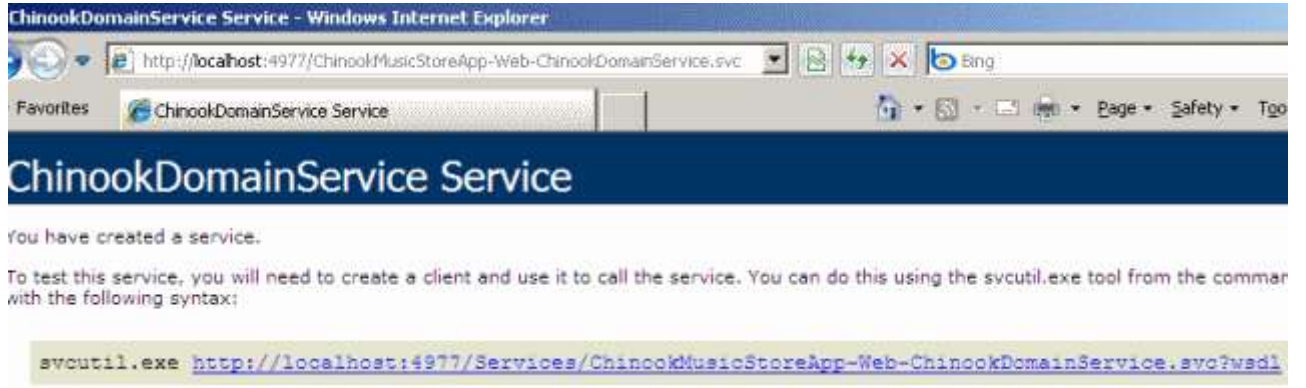 ChinookDomainService Service - Windows Internet Explorer
http://localhost:4977/ChinookMusicStoreApp-Web-ChinookDomainService.svc Bing
Favorites ChinookDomainService Service Page Safety Too
ChinookDomainService Service
You have created a service.
To test this service, you will need to create a client and use it to call the service. You can do this using the svcutil.exe tool from the commar
with the following syntax:
svcutil.exe http://localhost:4977/Services/ChinookMusicStoreApp-Web-ChinookDomainService.svc?wsdl